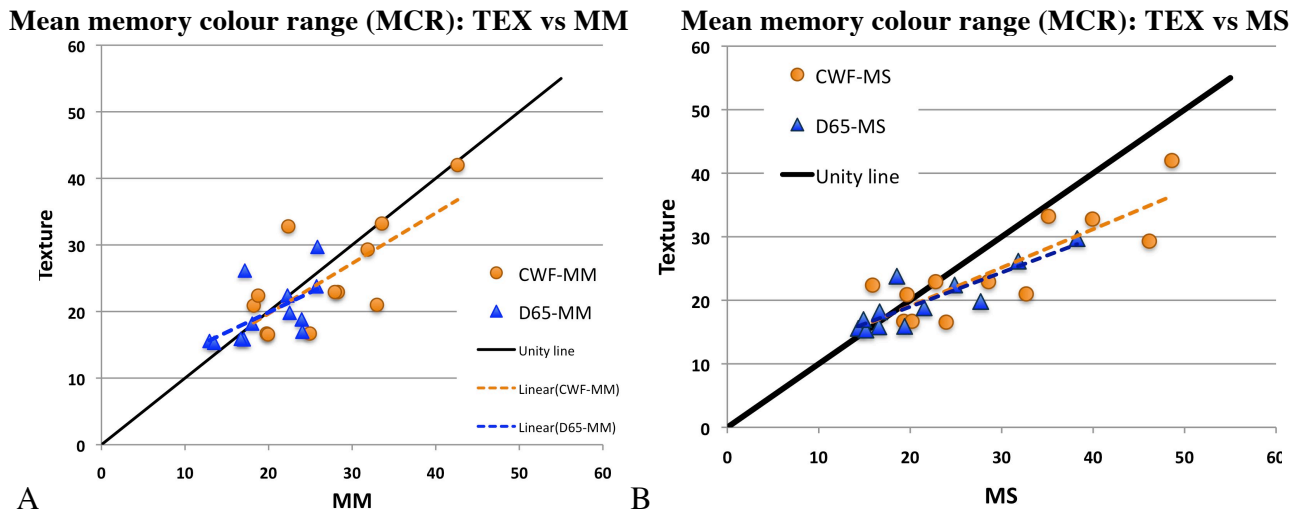 Mean memory colour range (MCR): TEX vs MM
60
50
40
30
20
10
0
Texture
CWF-MM
D65-MM
Unity line
Linear(CWF-MM)
Linear(D65-MM)
0 10 20 30 40 50 60
MM
A
Mean memory colour range (MCR): TEX vs MS
60
50
40
30
20
10
0
Texture
CWF-MS
D65-MS
Unity line
0 10 20 30 40 50 60
MS
B